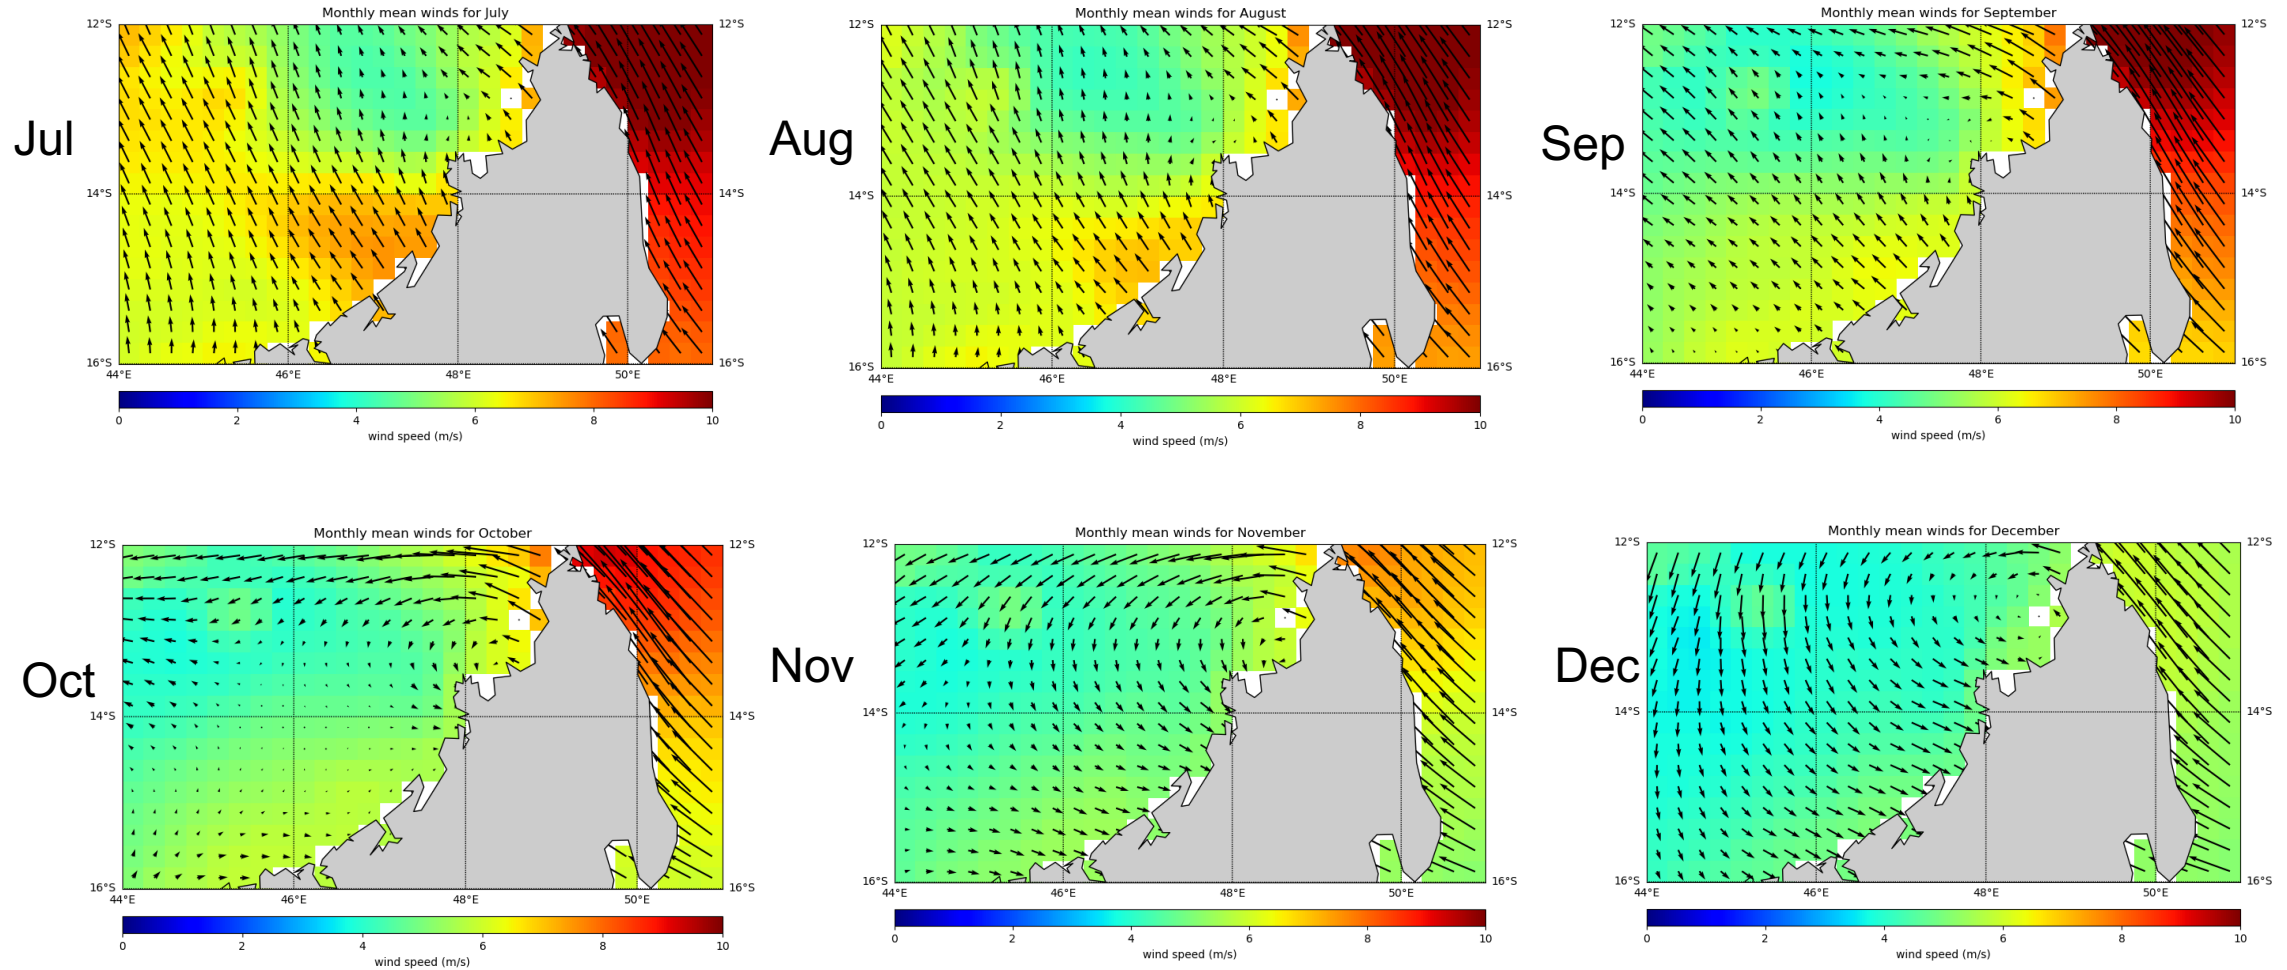 Monthly mean winds for July
12°S 12°S
Jul
14°S 14°S
16°S 16°S
44°E 46°E 48°E 50°E
0 2 4 6 8 10
wind speed (m/s)
Monthly mean winds for August
12°S 12°S
Aug
14°S 14°S
16°S 16°S
44°E 46°E 48°E 50°E
0 2 4 6 8 10
wind speed (m/s)
Monthly mean winds for September
12°S 12°S
Sep
14°S 14°S
16°S 16°S
44°E 46°E 48°E 50°E
0 2 4 6 8 10
wind speed (m/s)
Monthly mean winds for October
12°S 12°S
Oct
14°S 14°S
16°S 16°S
44°E 46°E 48°E 50°E
0 2 4 6 8 10
wind speed (m/s)
Monthly mean winds for November
12°S 12°S
Nov
14°S 14°S
16°S 16°S
44°E 46°E 48°E 50°E
0 2 4 6 8 10
wind speed (m/s)
Monthly mean winds for December
12°S 12°S
Dec
14°S 14°S
16°S 16°S
44°E 46°E 48°E 50°E
0 2 4 6 8 10
wind speed (m/s)